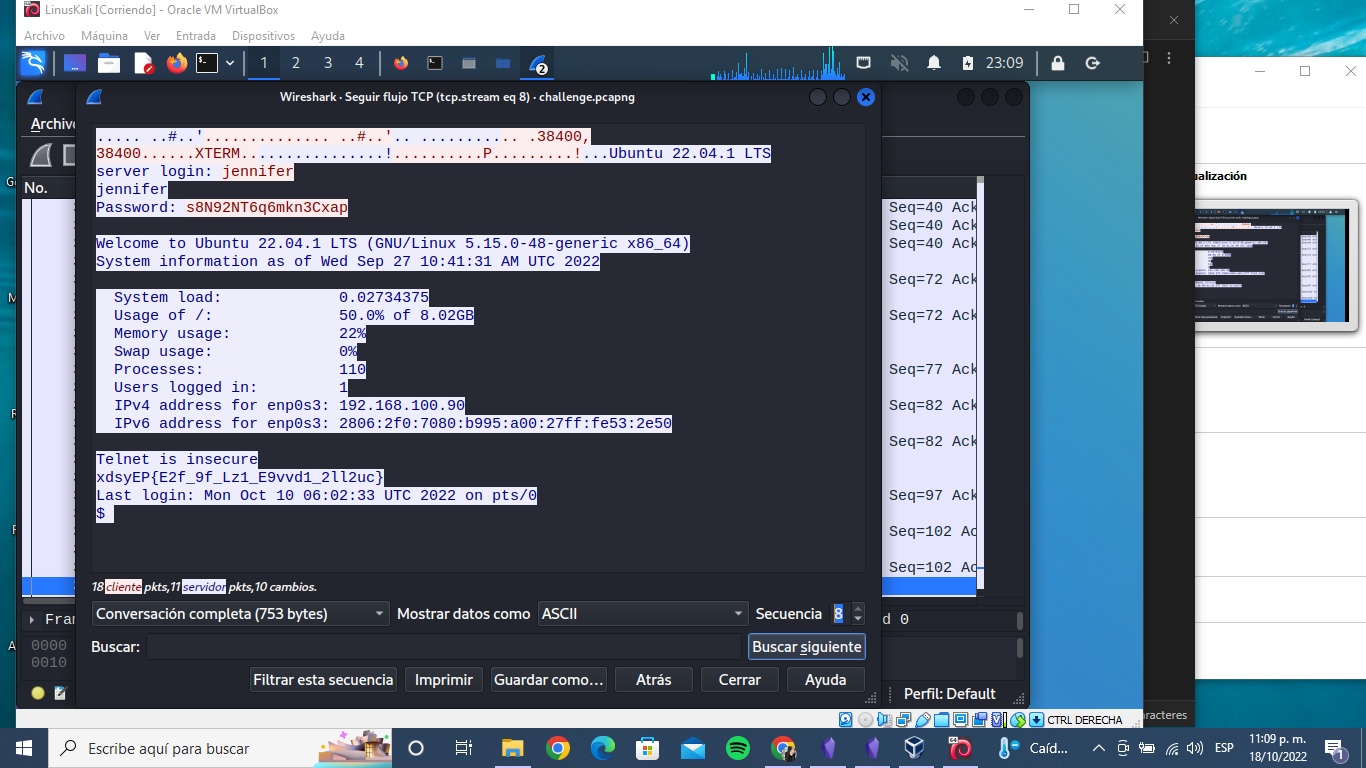 LinusKali [Corriendo] - Oracle VM VirtualBox
Archivo Máquina Ver Entrada Dispositivos Ayuda
1 2 3 4 2 23:09
Wireshark · Seguir flujo TCP (tcp.stream eq 8) · challenge.pcapng
Archivo
No.
..... ..#..'.............. ..#..'.. .......... .. .38400,
38400......XTERM.................!..........P.........!...Ubuntu 22.04.1 LTS
server login: jennifer
jennifer
Password: s8N92NT6q6mkn3Cxap
Welcome to Ubuntu 22.04.1 LTS (GNU/Linux 5.15.0-48-generic x86_64)
System information as of Wed Sep 27 10:41:31 AM UTC 2022
System load: 0.02734375
Usage of /: 50.0% of 8.02GB
Memory usage: 22%
Swap usage: 0%
Processes: 110
Users logged in: 1
IPv4 address for enp0s3: 192.168.100.90
IPv6 address for enp0s3: 2806:2f0:7080:b995:a00:27ff:fe53:2e50
Telnet is insecure
xdsyEP{E2f_9f_Lz1_E9vvd1_2ll2uc}
Last login: Mon Oct 10 06:02:33 UTC 2022 on pts/0
$
Seq=40 Ack
Seq=40 Ack
Seq=40 Ack
Seq=72 Ack
Seq=72 Ack
Seq=77 Ack
Seq=82 Ack
Seq=82 Ack
Seq=97 Ack
Seq=102 Ac
Seq=102 Ac
ualización
18 cliente pkts,11 servidor pkts,10 cambios.
Conversación completa (753 bytes) Mostrar datos como ASCII Secuencia 8
Fram d 0
Buscar: Buscar siguiente
0000
0010
Filtrar esta secuencia Imprimir Guardar como... Atrás Cerrar Ayuda
Perfil: Default
CTRL DERECHA
aracteres
Escribe aquí para buscar
Caíd... ESP
11:09 p. m.
18/10/2022
1